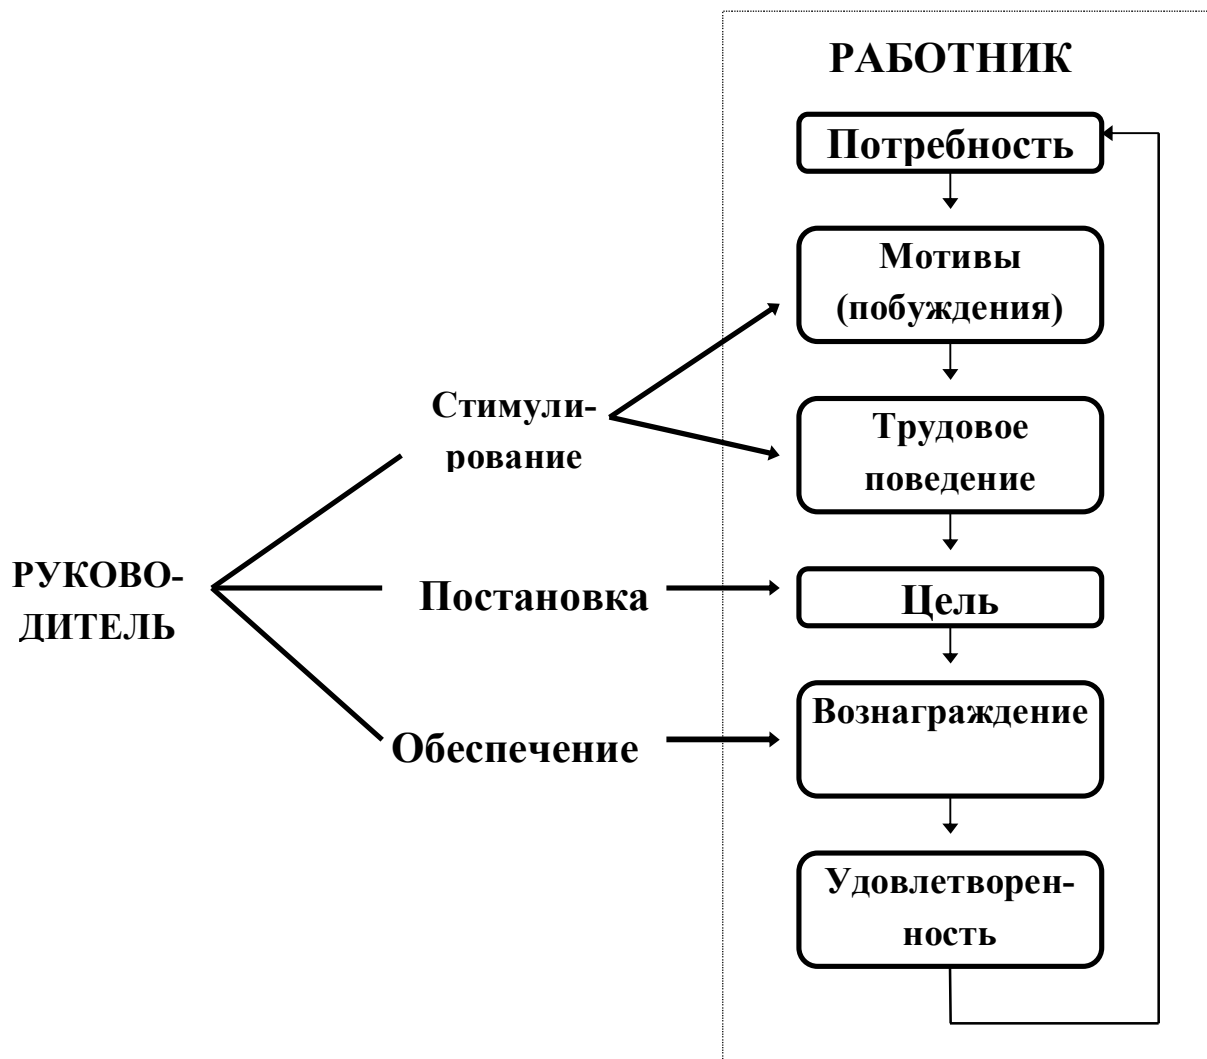 РАБОТНИК
Потребность
Мотивы
(побуждения)
Стимули-
рование
Трудовое
поведение
РУКОВО-
ДИТЕЛЬ
Постановка
Цель
Обеспечение
Вознаграждение
Удовлетворен-
ность